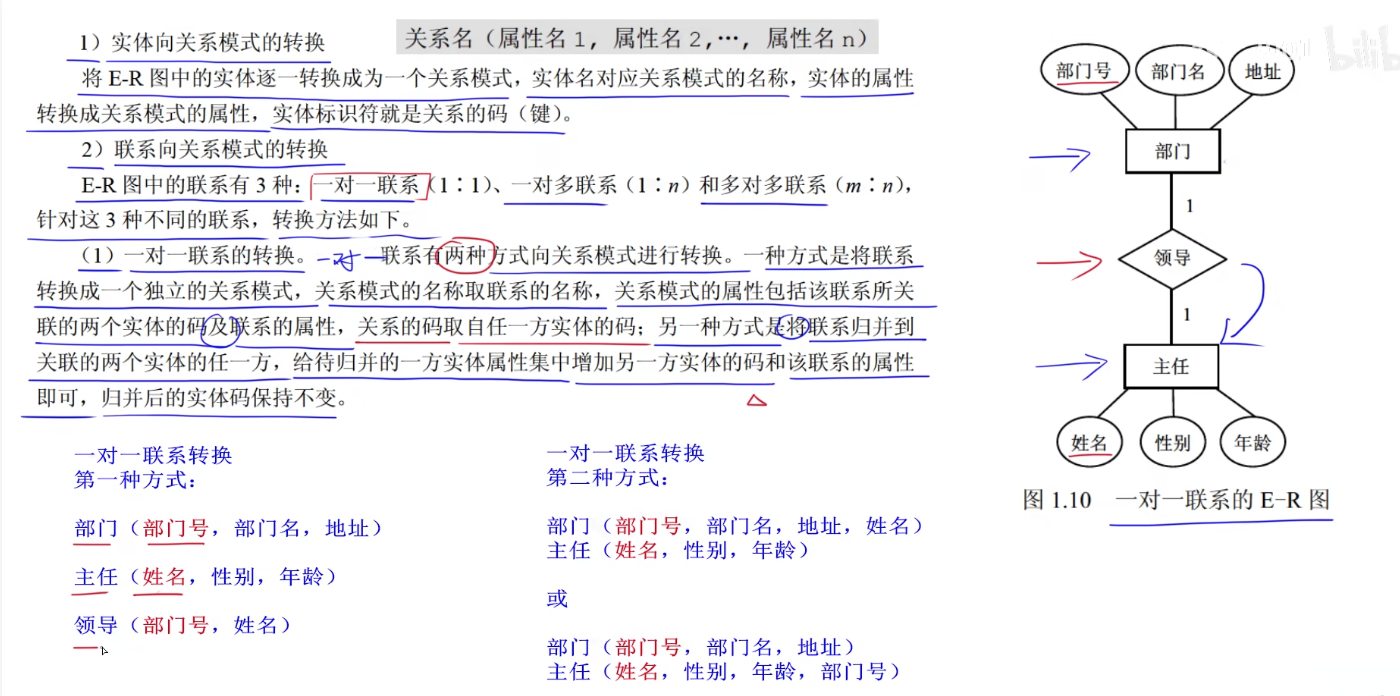 1）实体向关系模式的转换
关系名（属性名1, 属性名2,…, 属性名n）
将 E-R 图中的实体逐一转换成为一个关系模式，实体名对应关系模式的名称，实体的属性
转换成关系模式的属性，实体标识符就是关系的码（键）。
2）联系向关系模式的转换
E-R 图中的联系有 3 种：一对一联系（1∶1）、一对多联系（1∶n）和多对多联系（m∶n），
针对这 3 种不同的联系，转换方法如下。
（1）一对一联系的转换。一对一联系有两种方式向关系模式进行转换。一种方式是将联系
转换成一个独立的关系模式，关系模式的名称取联系的名称，关系模式的属性包括该联系所关
联的两个实体的码及联系的属性，关系的码取自任一方实体的码；另一种方式是将联系归并到
关联的两个实体的任一方，给待归并的一方实体属性集中增加另一方实体的码和该联系的属性
即可，归并后的实体码保持不变。
一对一联系转换
第一种方式：
部门（部门号，部门名，地址）
主任（姓名，性别，年龄）
领导（部门号，姓名）
一对一联系转换
第二种方式：
部门（部门号，部门名，地址，姓名）
主任（姓名，性别，年龄）
或
部门（部门号，部门名，地址）
主任（姓名，性别，年龄，部门号）
部门号 部门名 地址
部门
1
领导
1
主任
姓名 性别 年龄
图 1.10 一对一联系的 E-R 图